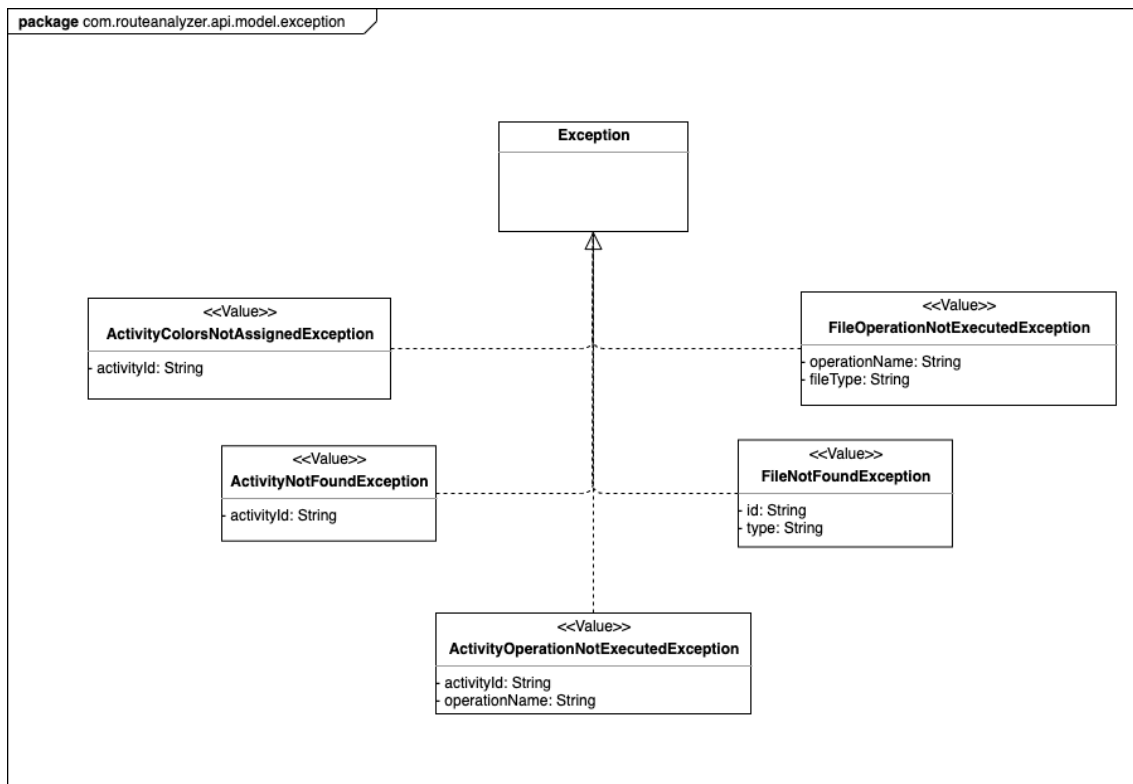 package com.routeanalyzer.api.model.exception
Exception
<<Value>>
ActivityColorsNotAssignedException
- activityId: String
<<Value>>
FileOperationNotExecutedException
- operationName: String
- fileType: String
<<Value>>
ActivityNotFoundException
- activityId: String
<<Value>>
FileNotFoundException
- id: String
- type: String
<<Value>>
ActivityOperationNotExecutedException
- activityId: String
- operationName: String